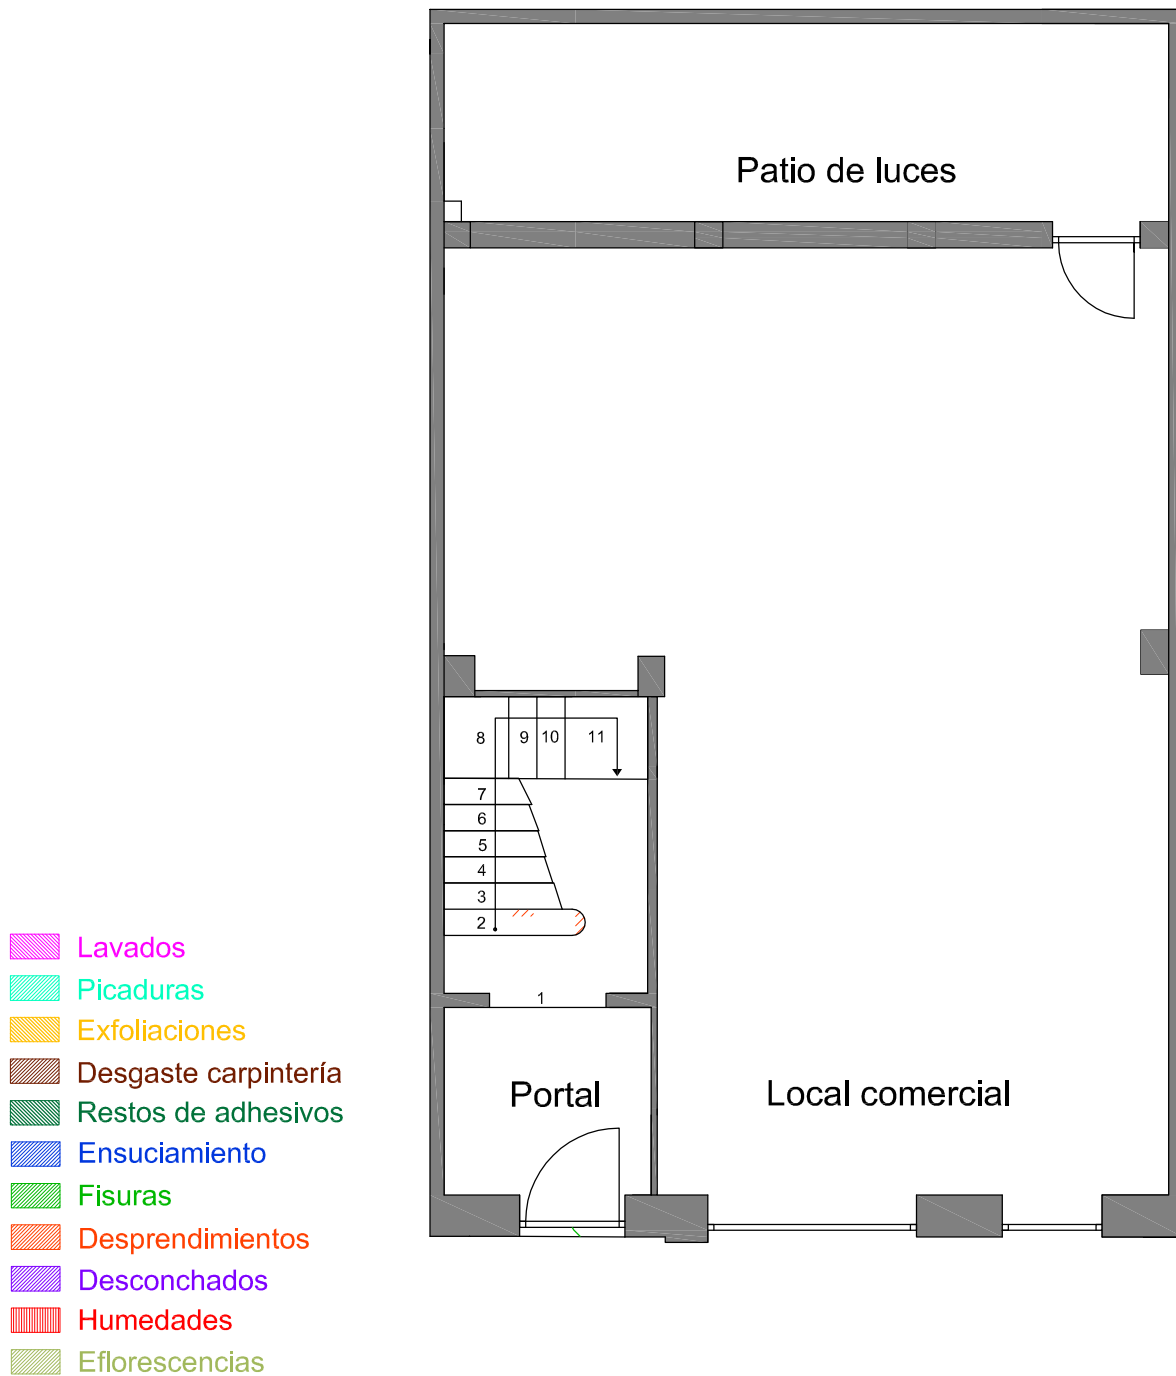 Patio de luces
8 9 10 11
7
6
5
4
3
2
1
Portal
Local comercial
Lavados
Picaduras
Exfoliaciones
Desgaste carpintería
Restos de adhesivos
Ensuciamiento
Fisuras
Desprendimientos
Desconchados
Humedades
Eflorescencias